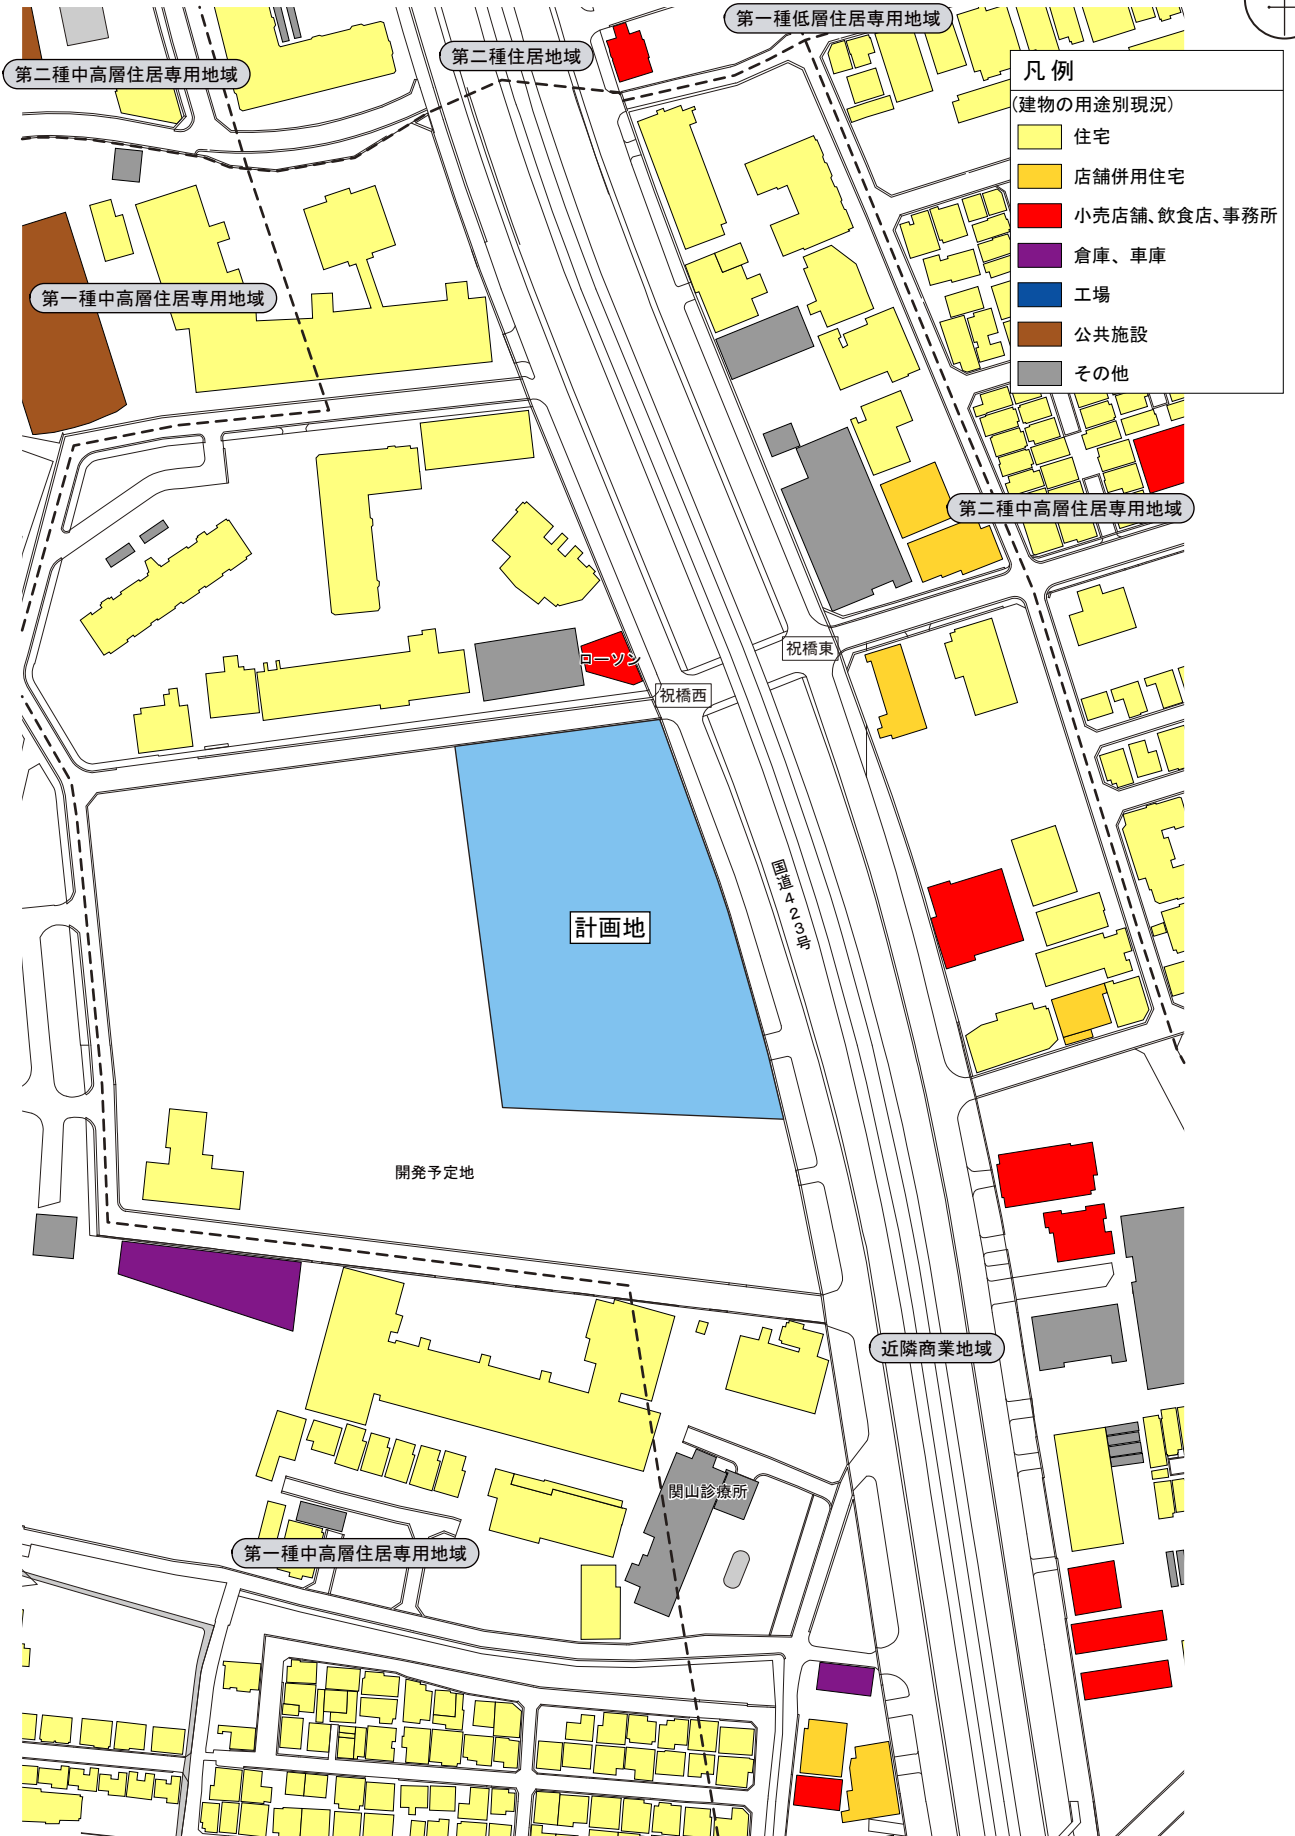 第一種低層住居専用地域
第二種住居地域
第二種中高層住居専用地域
凡例
(建物の用途別現況)
住宅
店舗併用住宅
小売店舗、飲食店、事務所
倉庫、車庫
工場
公共施設
その他
第一種中高層住居専用地域
第二種中高層住居専用地域
祝橋東
ローソン
祝橋西
国道423号
計画地
開発予定地
近隣商業地域
関山診療所
第一種中高層住居専用地域